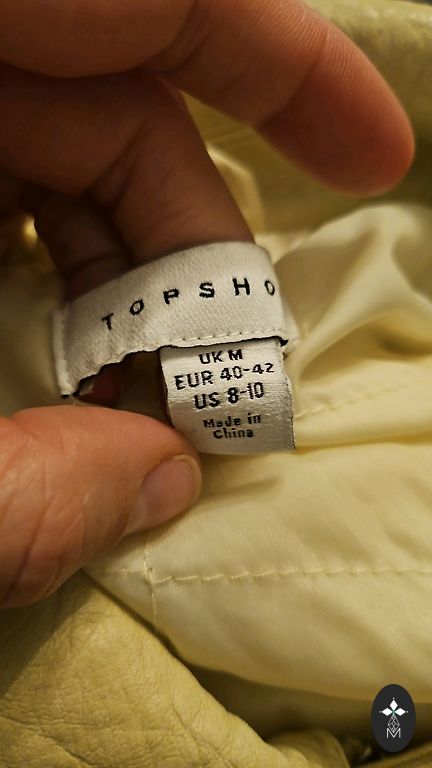 TOPSHO
UK M
EUR 40-42
US 8-10
Made in
China
M